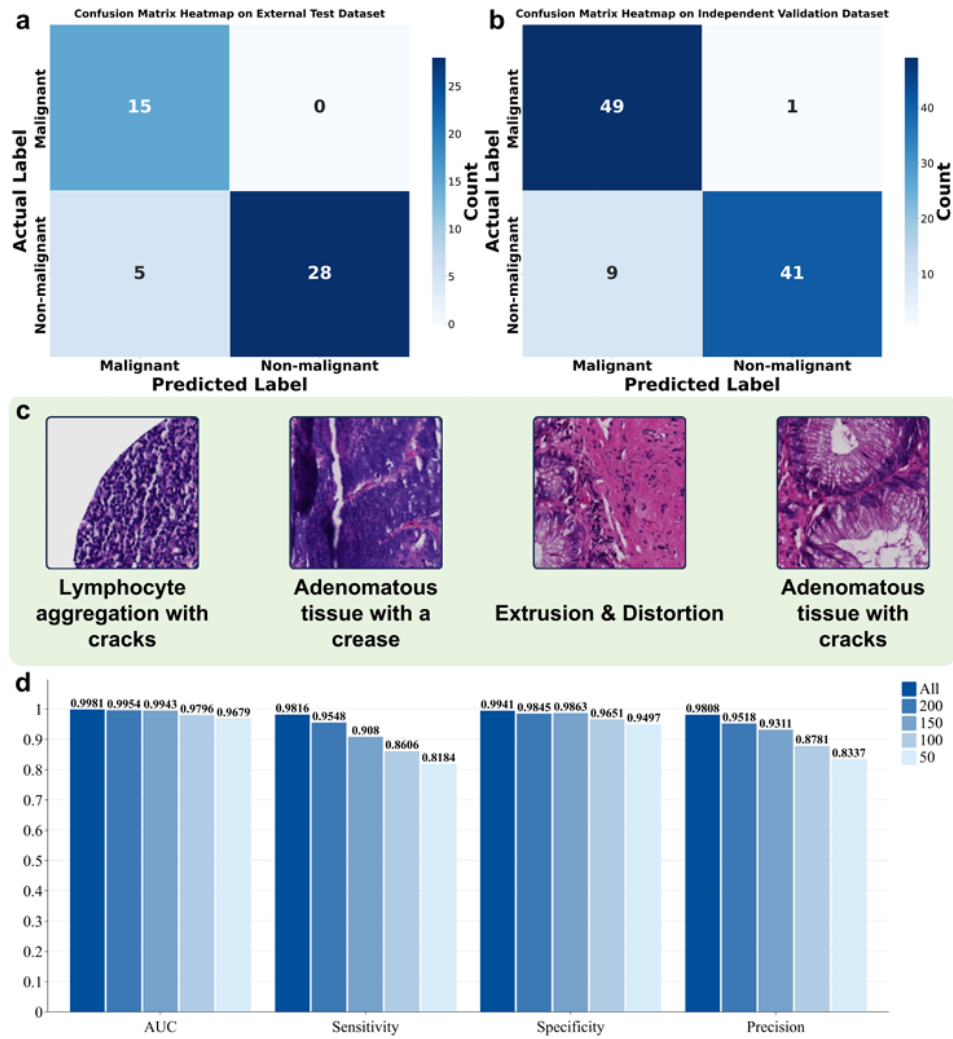 a
Confusion Matrix Heatmap on External Test Dataset
Actual Label
Malignant
Non-malignant
15
0
5
28
Malignant
Non-malignant
Predicted Label
25
20
15
10
5
0
Count
b
Confusion Matrix Heatmap on Independent Validation Dataset
Actual Label
Malignant
Non-malignant
49
1
9
41
Malignant
Non-malignant
Predicted Label
40
30
20
10
Count
c
Lymphocyte
aggregation with
cracks
Adenomatous
tissue with a
crease
Extrusion & Distortion
Adenomatous
tissue with
cracks
d
1
0.9
0.8
0.7
0.6
0.5
0.4
0.3
0.2
0.1
0
0.9981 0.9954 0.9943 0.9796 0.9679
0.9816 0.9548 0.908 0.8606 0.8184
0.9941 0.9845 0.9863 0.9651 0.9497
0.9808 0.9518 0.9311 0.8781 0.8337
AUC
Sensitivity
Specificity
Precision
All
200
150
100
50